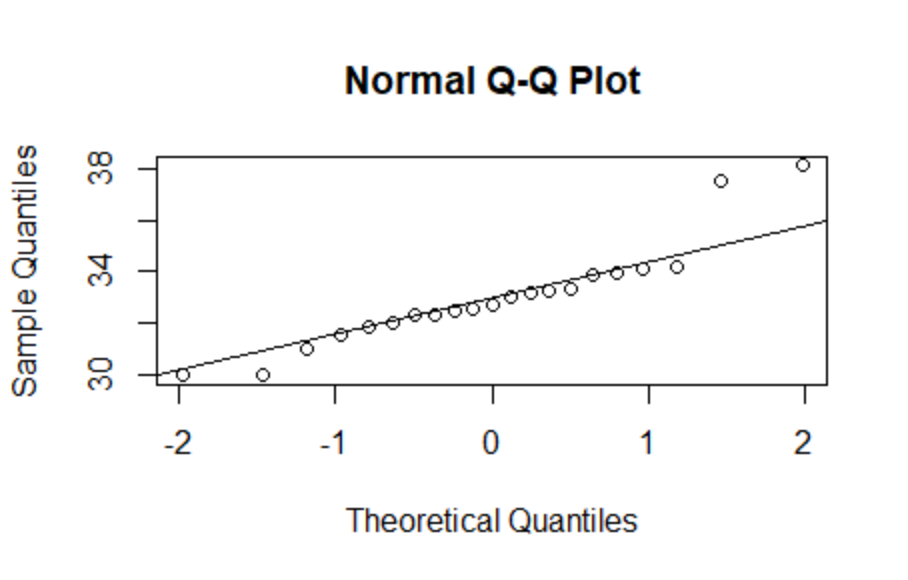 Normal Q-Q Plot
Sample Quantiles
38
34
30
-2 -1 0 1 2
Theoretical Quantiles